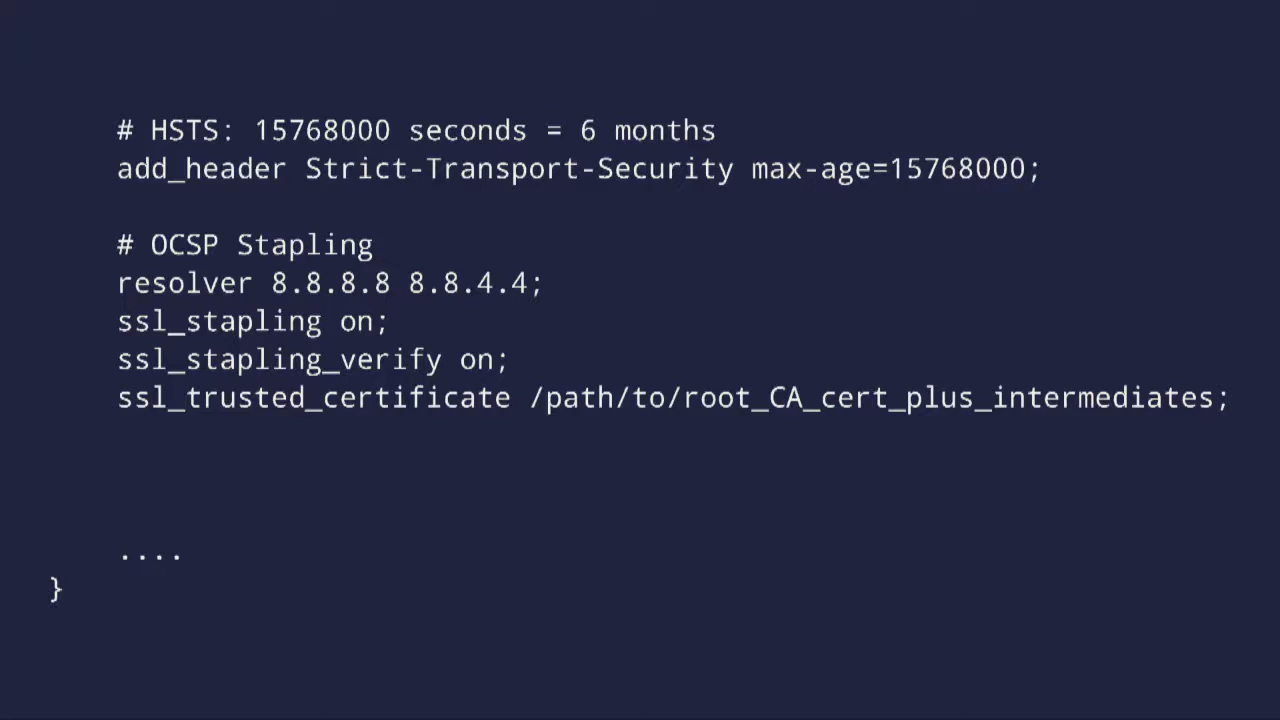 # HSTS: 15768000 seconds = 6 months
add_header Strict-Transport-Security max-age=15768000;
# OCSP Stapling
resolver 8.8.8.8 8.8.4.4;
ssl_stapling on;
ssl_stapling_verify on;
ssl_trusted_certificate /path/to/root_CA_cert_plus_intermediates;
....
}